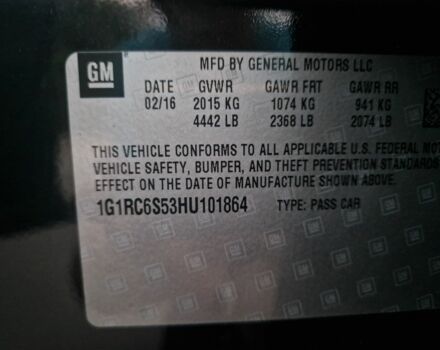 GM
MFD BY GENERAL MOTORS LLC
DATE GVWR GAWR FRT GAWR RR
02/16 2015 KG 1074 KG 941 KG
4442 LB 2368 LB 2074 LB
THIS VEHICLE CONFORMS TO ALL APPLICABLE U.S. FEDERAL MOT
VEHICLE SAFETY, BUMPER, AND THEFT PREVENTION STANDARDS
EFFECT ON THE DATE OF MANUFACTURE SHOWN ABOVE.
1G1RC6S53HU101864 TYPE: PASS CAR